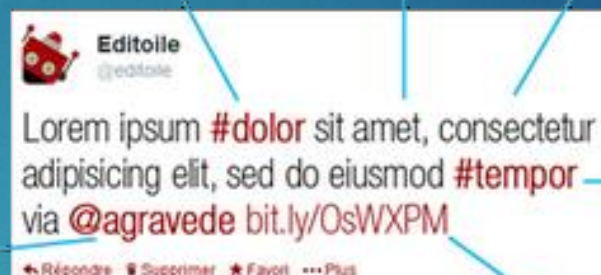 Editoile
@editoile
Lorem ipsum #dolor sit amet, consectetur
adipisicing elit, sed do eiusmod #tempor
via @agravede bit.ly/OsWXPM
Répondre Supprimer Favori Plus